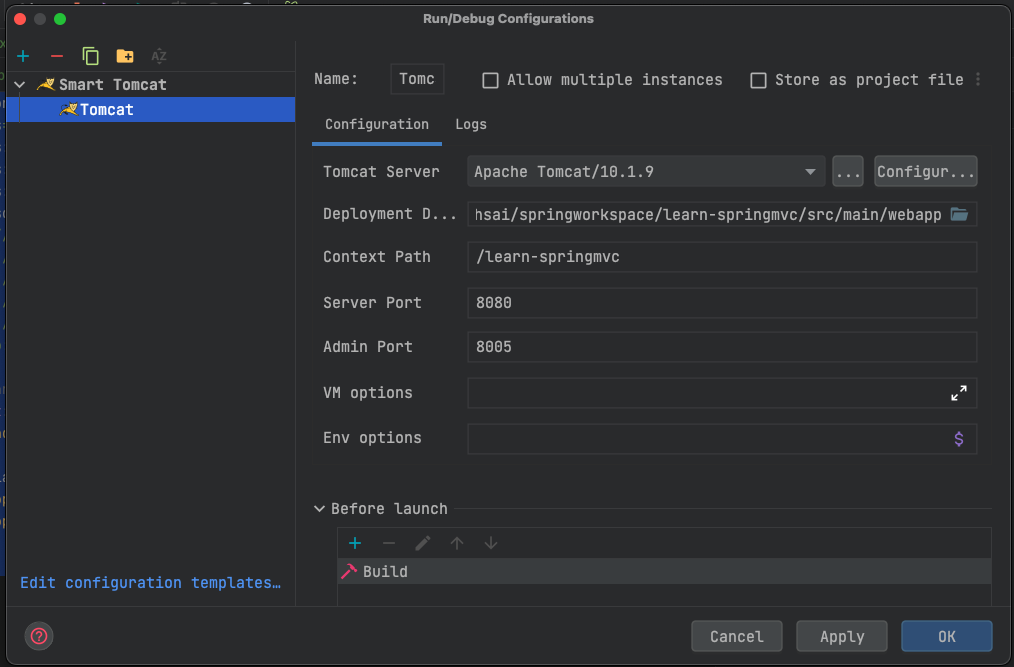 Run/Debug Configurations
Smart Tomcat
Tomcat
Edit configuration templates…
Name: Tomc Allow multiple instances Store as project file
Configuration Logs
Tomcat Server Apache Tomcat/10.1.9 ... Configur...
Deployment D... hsai/springworkspace/learn-springmvc/src/main/webapp
Context Path /learn-springmvc
Server Port 8080
Admin Port 8005
VM options
Env options $
Before launch
Build
? Cancel Apply OK